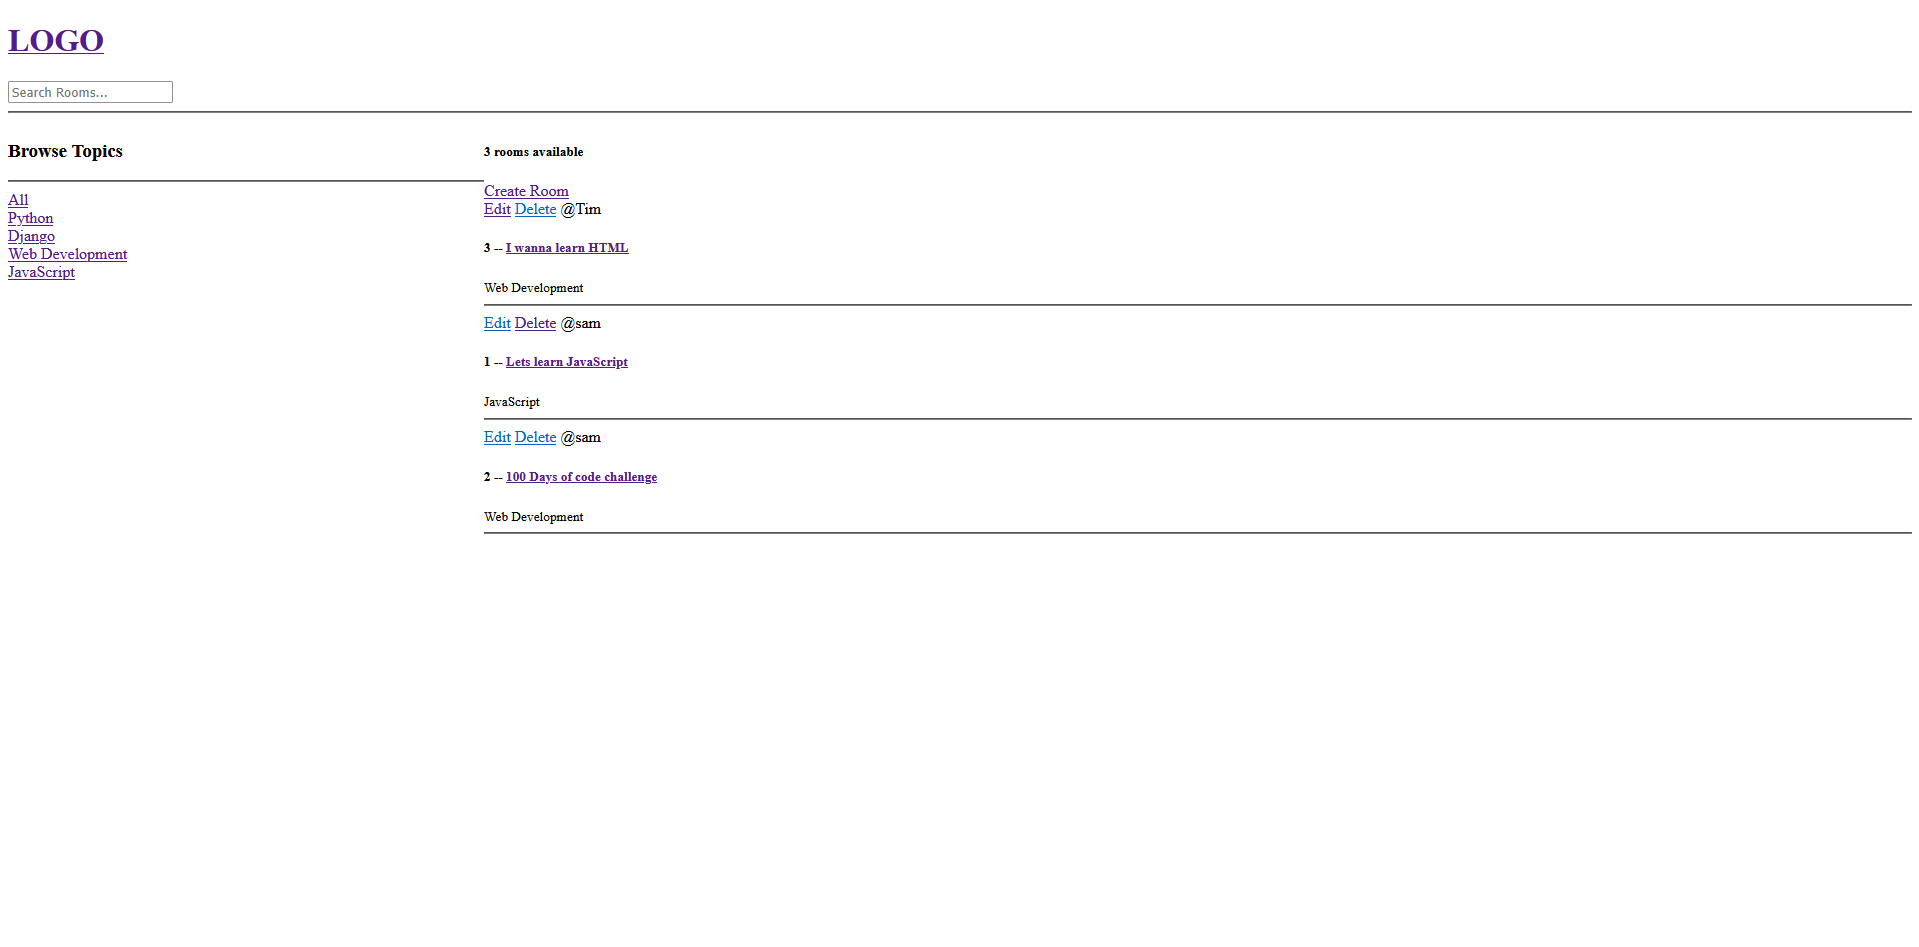 LOGO
Search Rooms...
Browse Topics
All
Python
Django
Web Development
JavaScript
3 rooms available
Create Room
Edit Delete @Tim
3 -- I wanna learn HTML
Web Development
Edit Delete @sam
1 -- Lets learn JavaScript
JavaScript
Edit Delete @sam
2 -- 100 Days of code challenge
Web Development